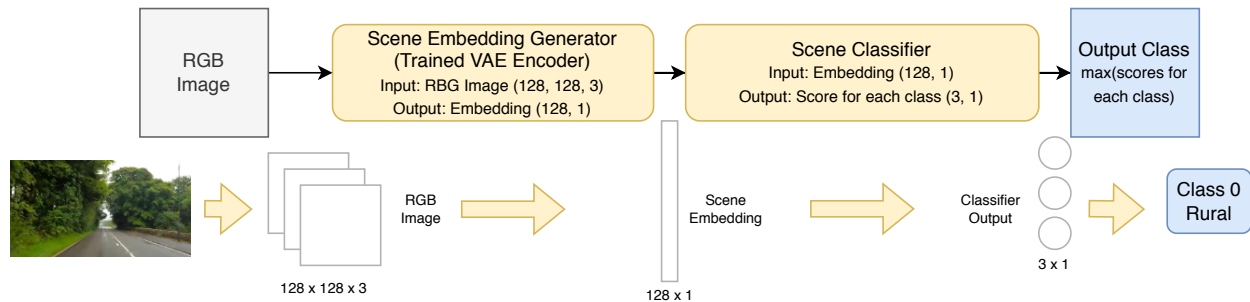 RGB
Image
Scene Embedding Generator
(Trained VAE Encoder)
Input: RBG Image (128, 128, 3)
Output: Embedding (128, 1)
Scene Classifier
Input: Embedding (128, 1)
Output: Score for each class (3, 1)
Output Class
max(scores for
each class)
RGB
Image
128 x 128 x 3
Scene
Embedding
128 x 1
Classifier
Output
3 x 1
Class 0
Rural